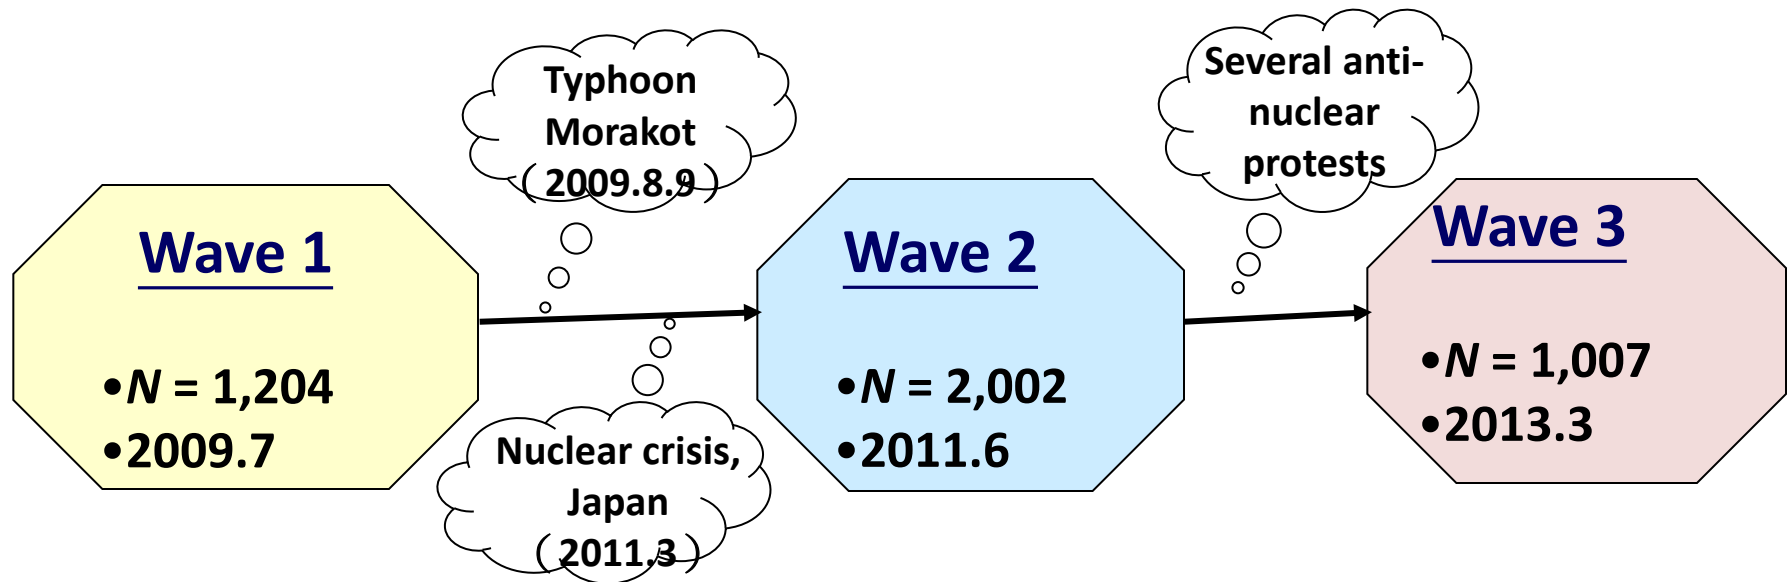 Typhoon
Morakot
( 2009.8.9 )
Several anti-
nuclear
protests
Wave 1
•N = 1,204
•2009.7
Nuclear crisis,
Japan
( 2011.3 )
Wave 2
•N = 2,002
•2011.6
Wave 3
•N = 1,007
•2013.3